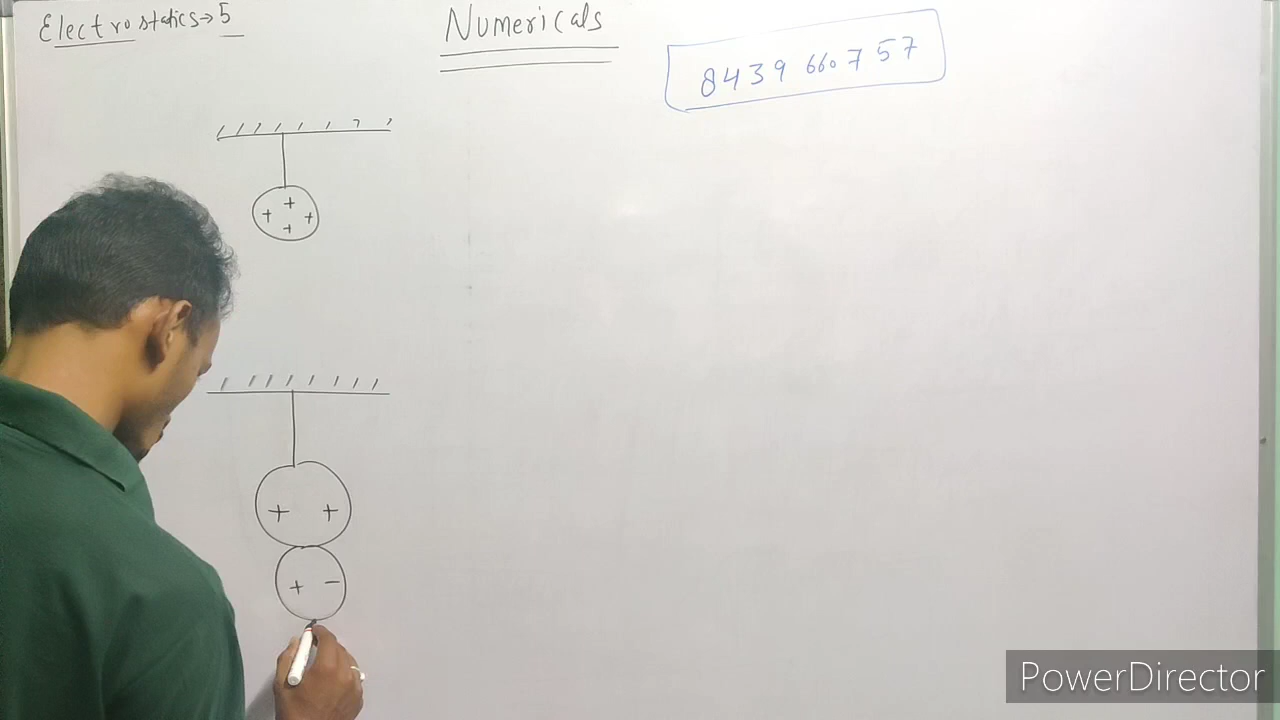 Electrostatics→5
Numericals
8439 660 757
+
+ +
+
+ +
+ −
PowerDirector